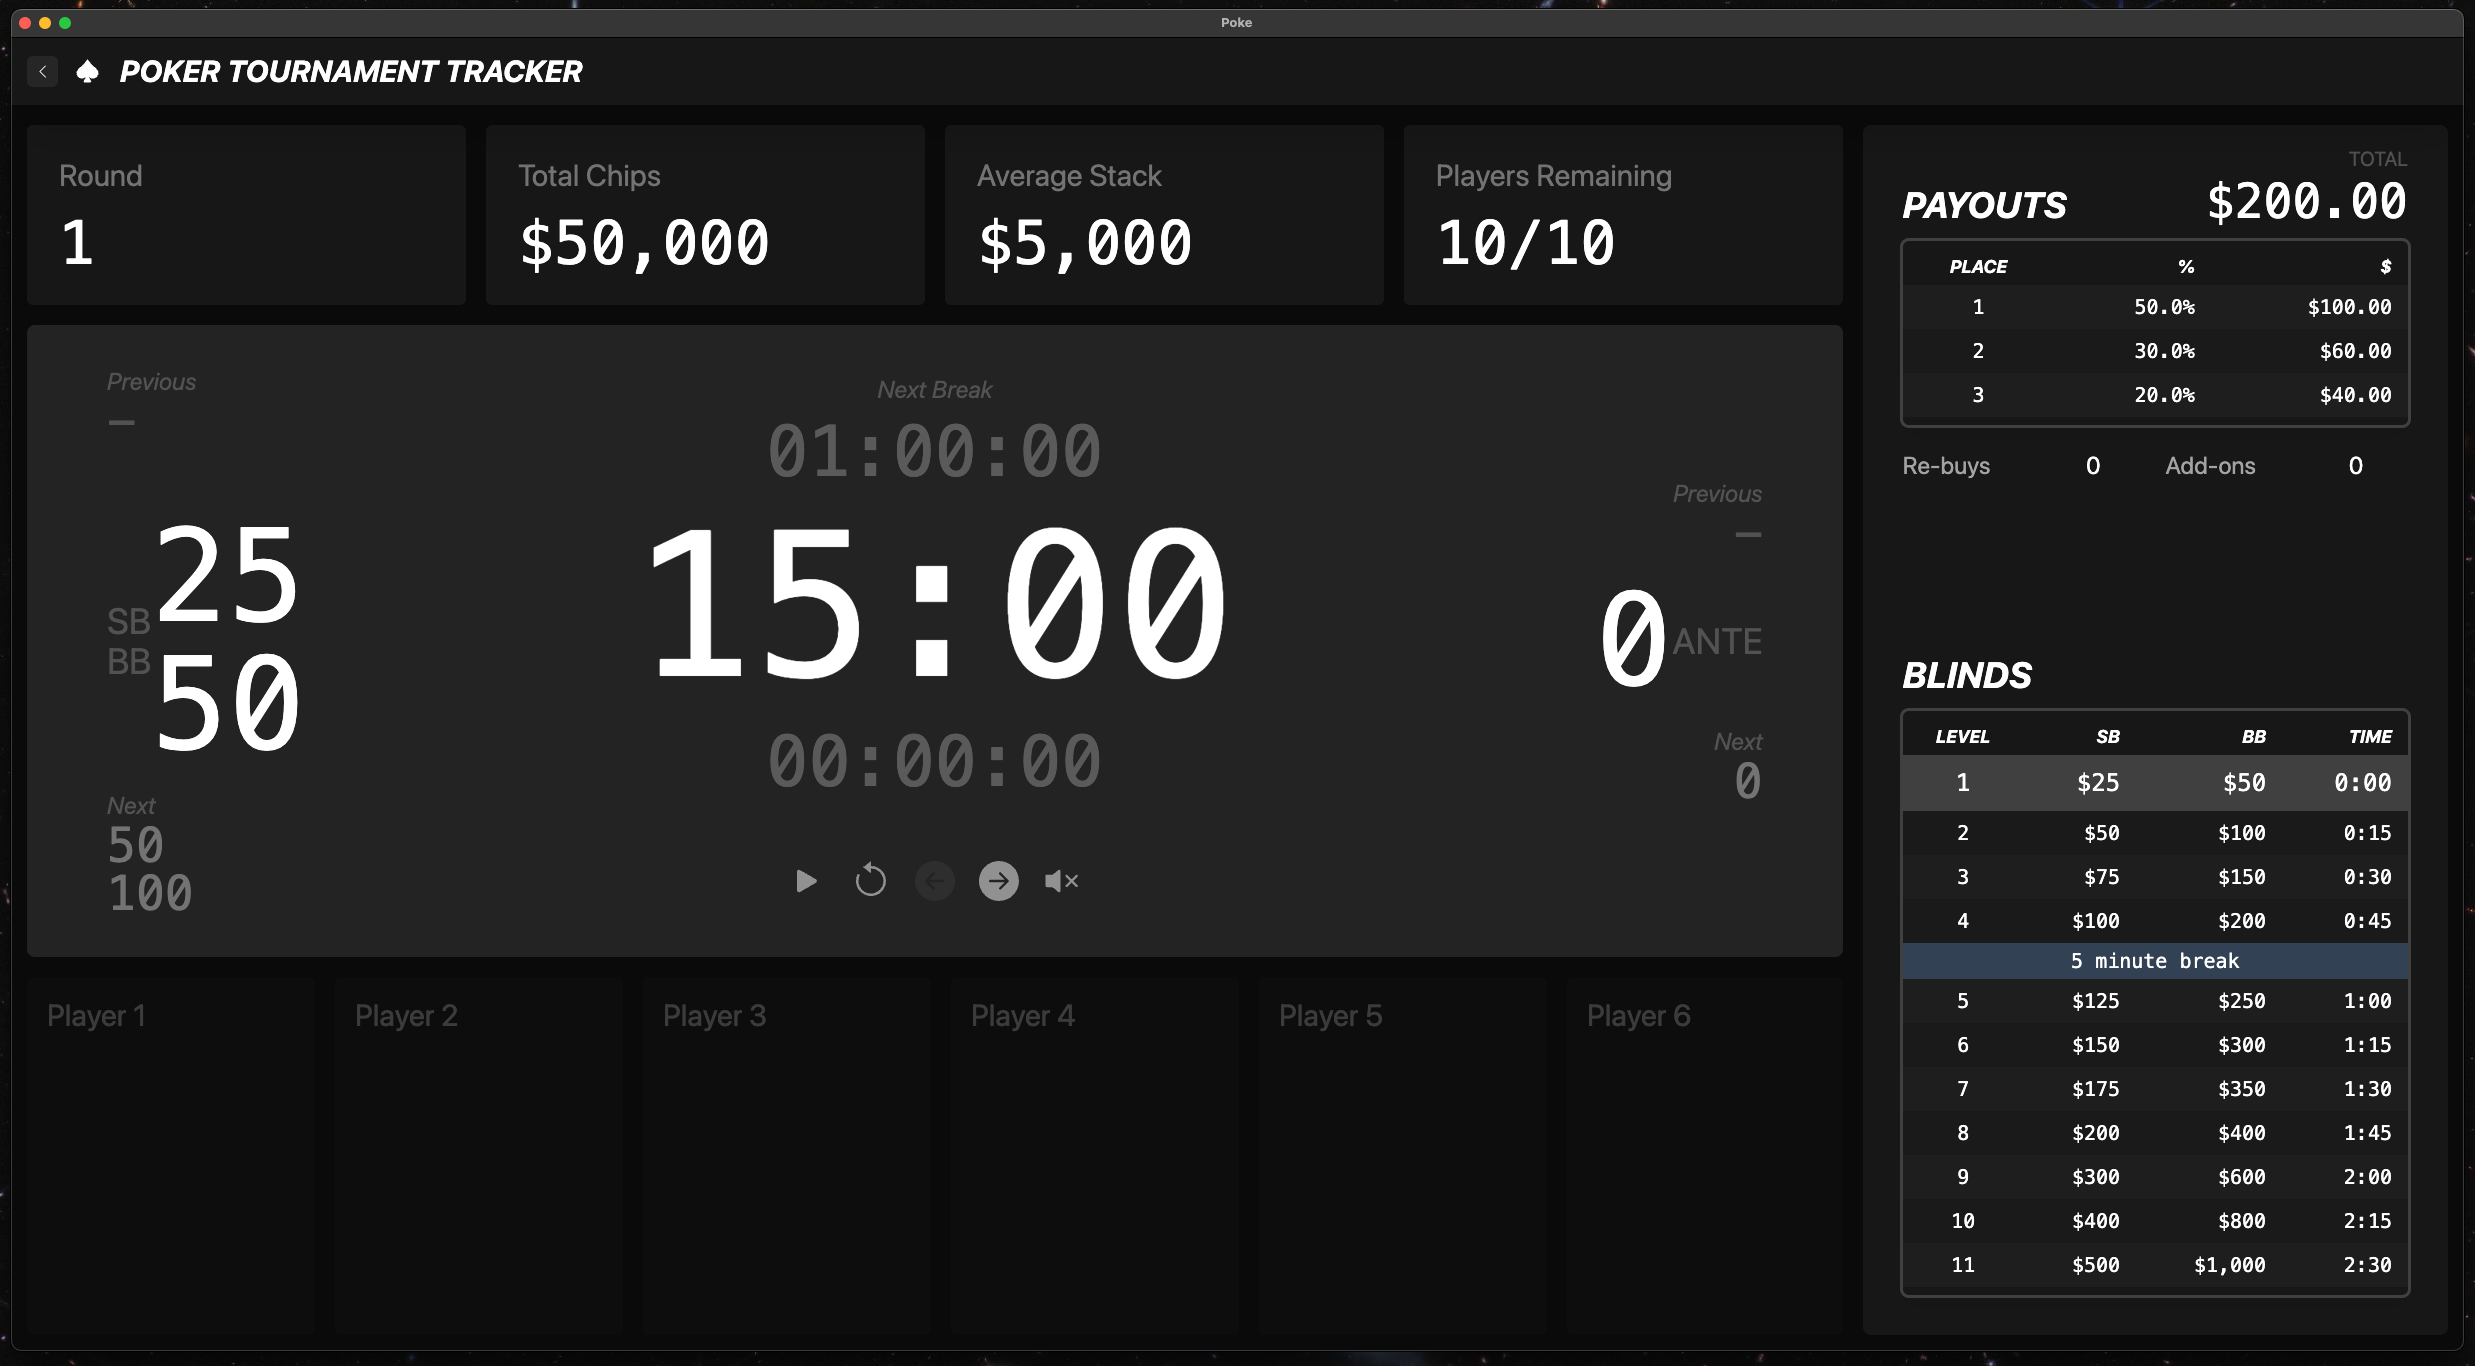 Poke
POKER TOURNAMENT TRACKER
Round
1
Total Chips
$50,000
Average Stack
$5,000
Players Remaining
10/10
Previous
–
SB 25
BB 50
Next
50
100
Next Break
01:00:00
15:00
00:00:00
Previous
–
0 ANTE
Next
0
Player 1
Player 2
Player 3
Player 4
Player 5
Player 6
TOTAL
PAYOUTS $200.00
PLACE % $
1 50.0% $100.00
2 30.0% $60.00
3 20.0% $40.00
Re-buys 0 Add-ons 0
BLINDS
LEVEL SB BB TIME
1 $25 $50 0:00
2 $50 $100 0:15
3 $75 $150 0:30
4 $100 $200 0:45
5 minute break
5 $125 $250 1:00
6 $150 $300 1:15
7 $175 $350 1:30
8 $200 $400 1:45
9 $300 $600 2:00
10 $400 $800 2:15
11 $500 $1,000 2:30